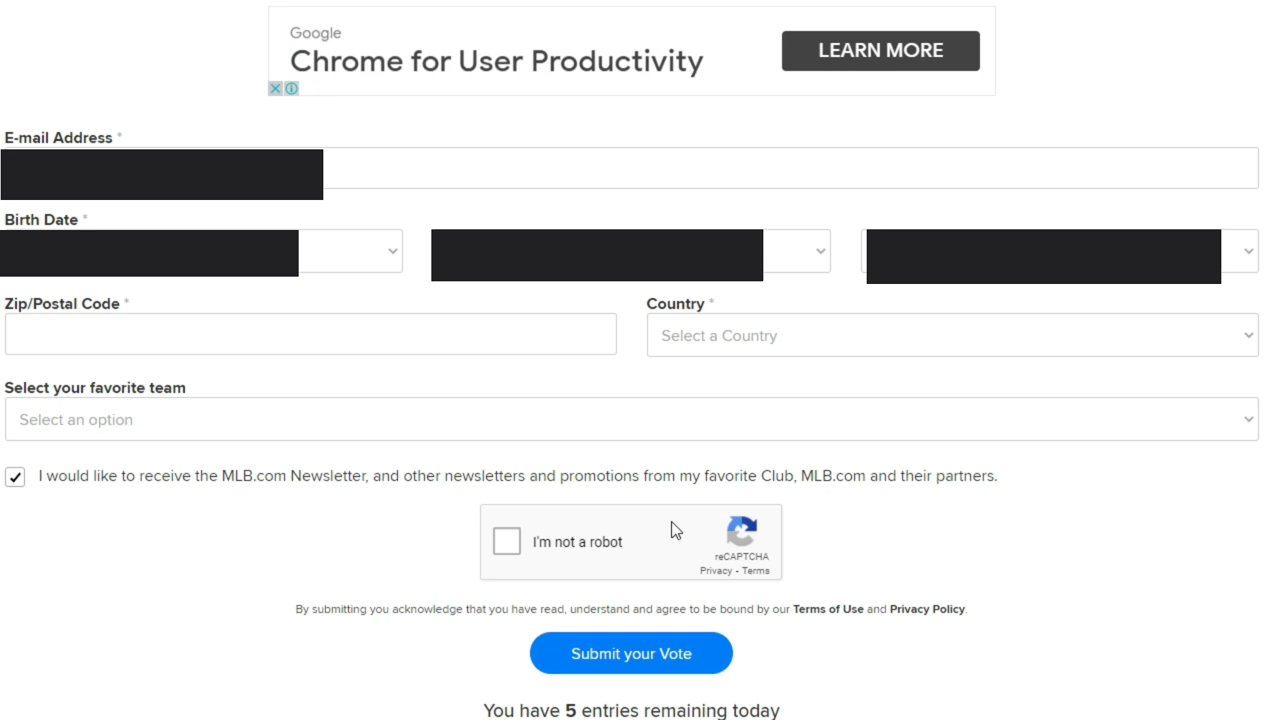 Google
Chrome for User Productivity
LEARN MORE
E-mail Address *
Birth Date *
Zip/Postal Code *
Country *
Select a Country
Select your favorite team
Select an option
I would like to receive the MLB.com Newsletter, and other newsletters and promotions from my favorite Club, MLB.com and their partners.
I'm not a robot
reCAPTCHA
Privacy - Terms
By submitting you acknowledge that you have read, understand and agree to be bound by our Terms of Use and Privacy Policy.
Submit your Vote
You have 5 entries remaining today